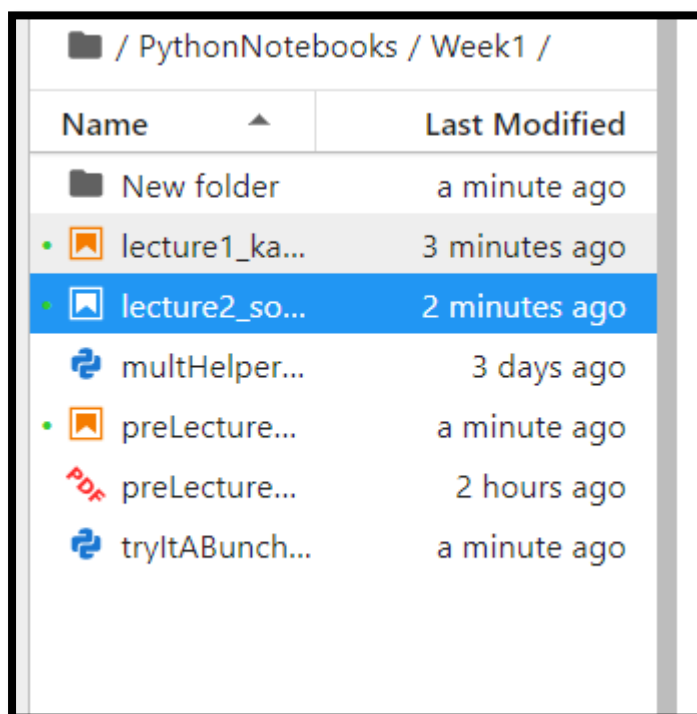 / PythonNotebooks / Week1 /
Name Last Modified
New folder a minute ago
lecture1_ka... 3 minutes ago
lecture2_so... 2 minutes ago
multHelper... 3 days ago
preLecture... a minute ago
PDF preLecture... 2 hours ago
tryItABunch... a minute ago